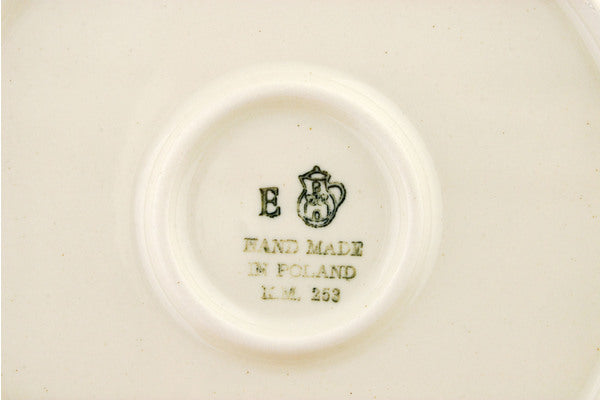 E
HAND MADE
IN POLAND
K.M. 253